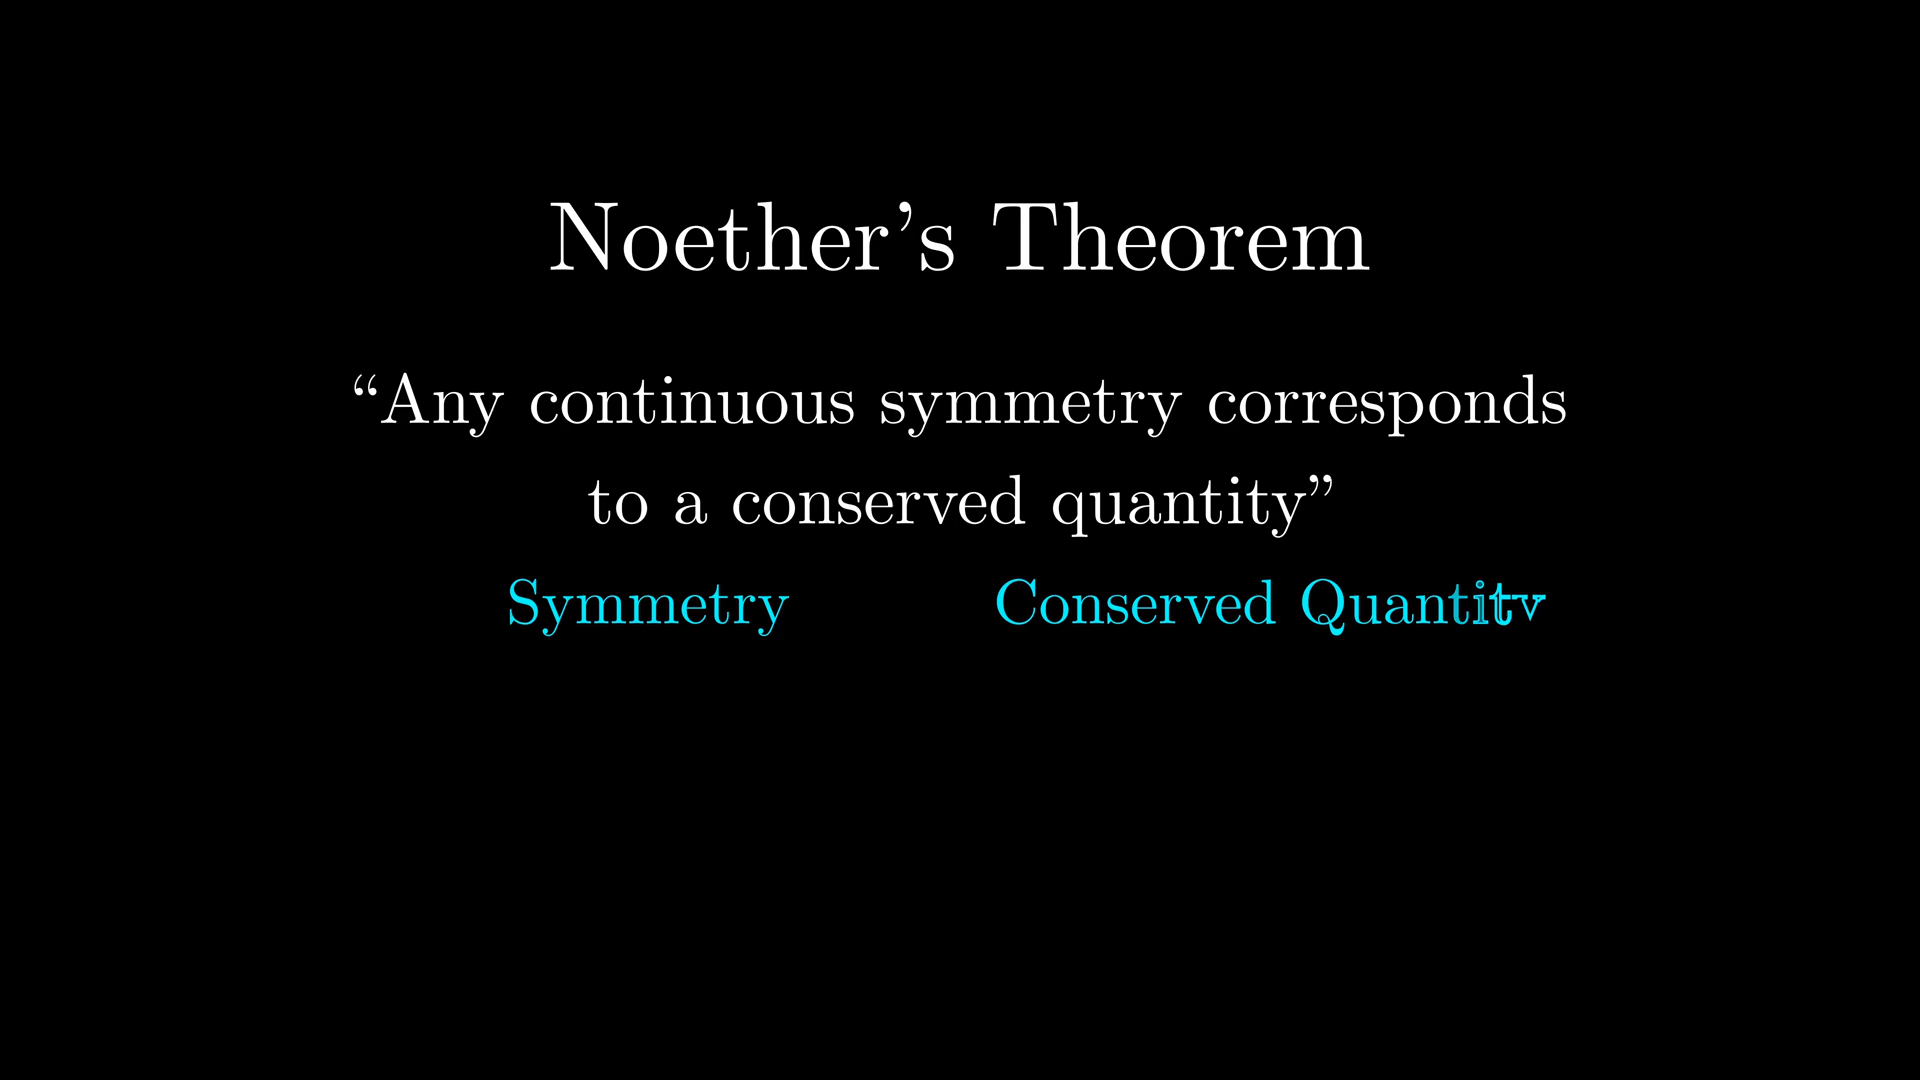 Noether’s Theorem
“Any continuous symmetry corresponds
to a conserved quantity”
Symmetry Conserved Quantity